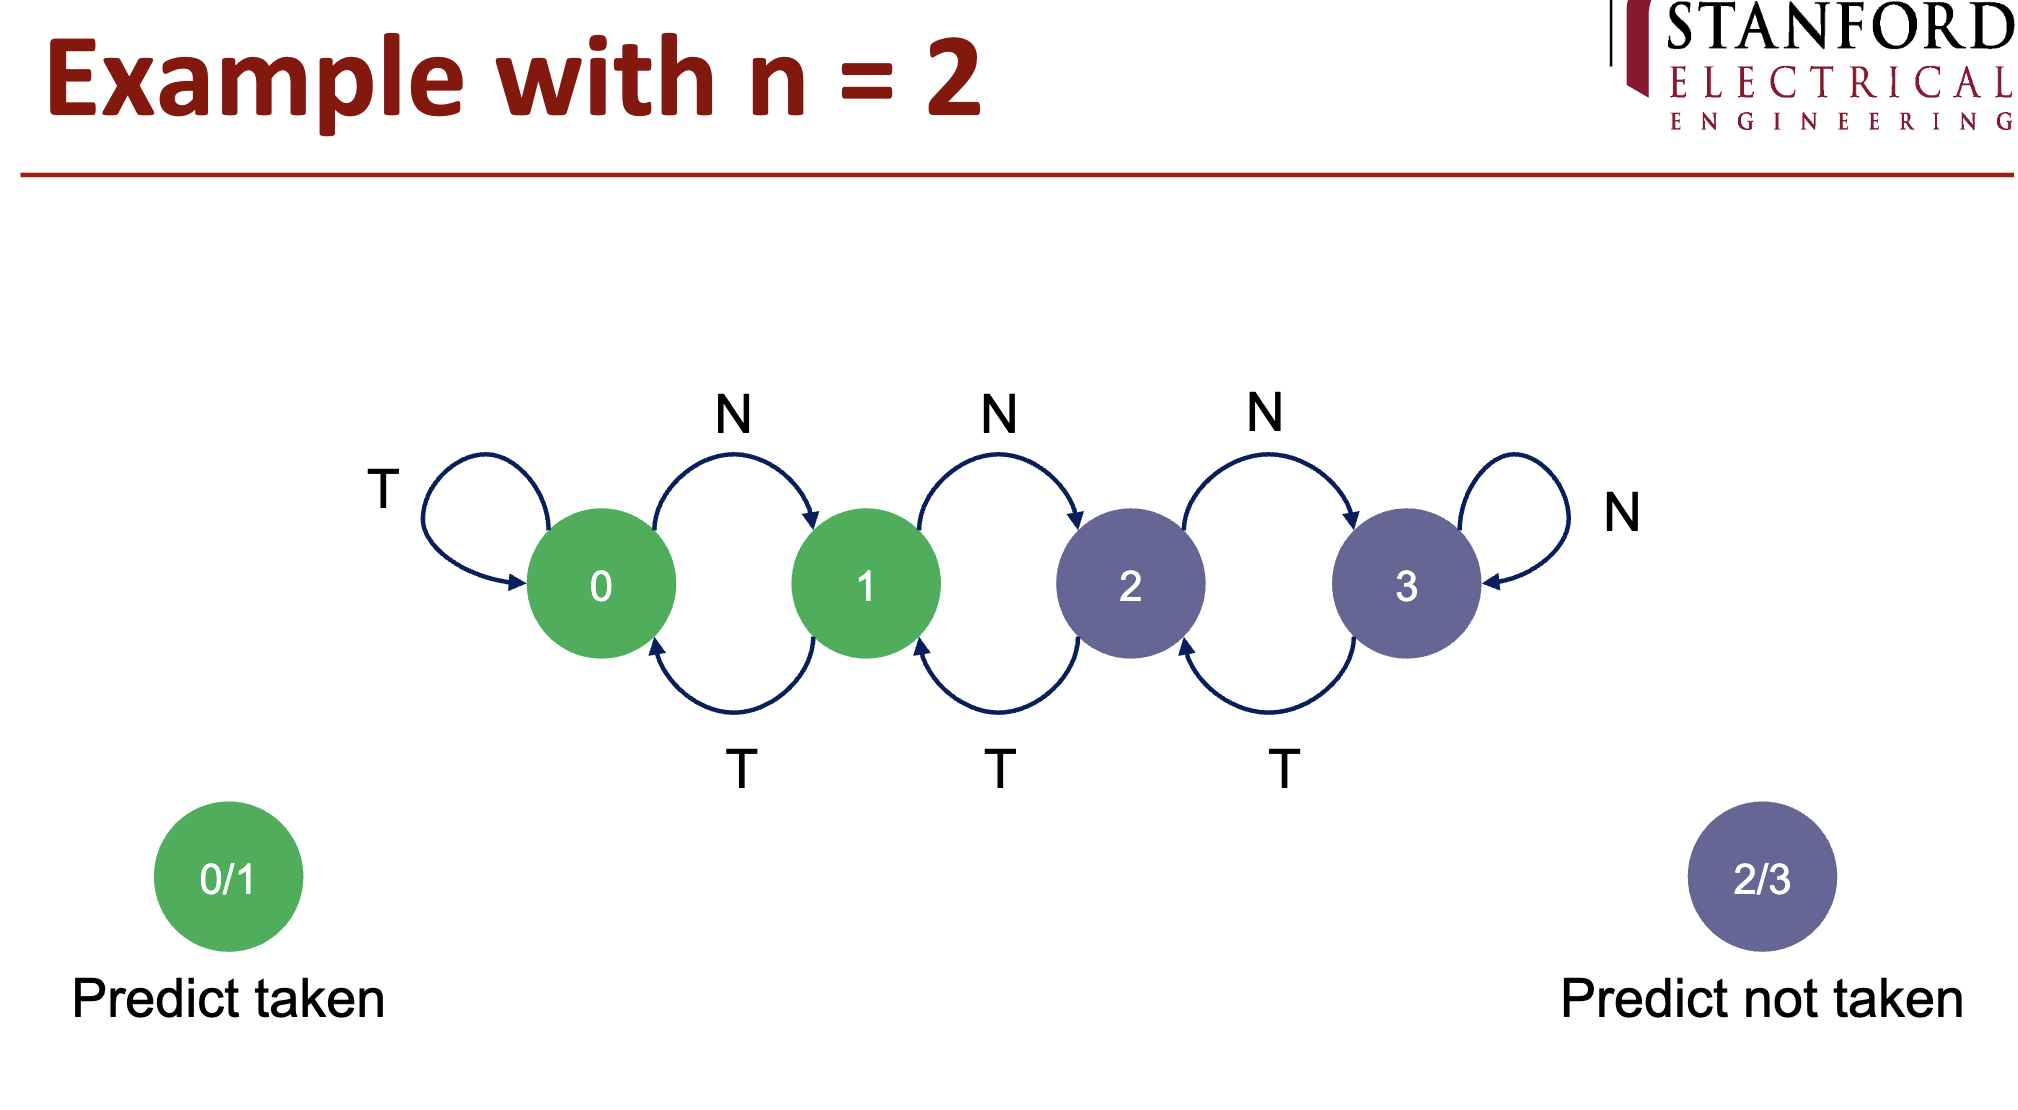 Example with n = 2
STANFORD
ELECTRICAL
ENGINEERING
N
N
N
T
N
0
1
2
3
T
T
T
0/1
2/3
Predict taken
Predict not taken